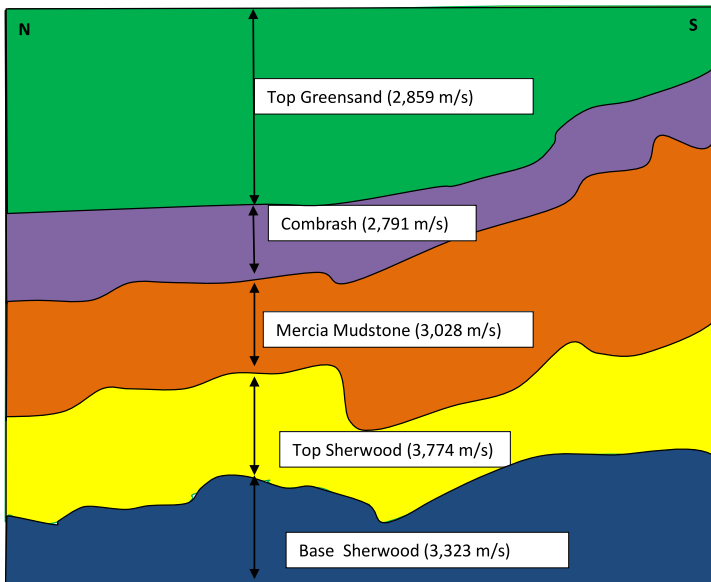 N
S
Top Greensand (2,859 m/s)
Combrash (2,791 m/s)
Mercia Mudstone (3,028 m/s)
Top Sherwood (3,774 m/s)
Base  Sherwood (3,323 m/s)